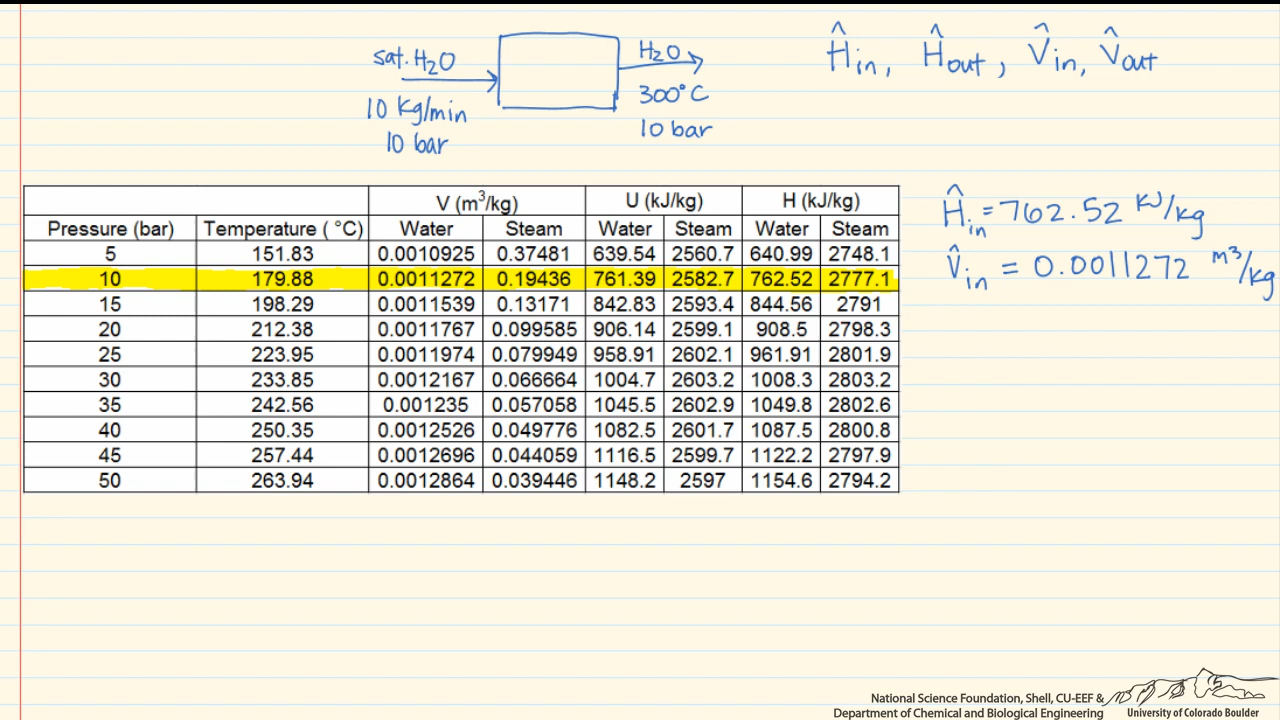 sat. H₂O
10 Kg/min
10 bar
H₂O
300°C
10 bar
Ĥin, Ĥout, V̂in, V̂out
V (m³/kg) U (kJ/kg) H (kJ/kg)
Pressure (bar) Temperature ( °C) Water Steam Water Steam Water Steam
5 151.83 0.0010925 0.37481 639.54 2560.7 640.99 2748.1
10 179.88 0.0011272 0.19436 761.39 2582.7 762.52 2777.1
15 198.29 0.0011539 0.13171 842.83 2593.4 844.56 2791
20 212.38 0.0011767 0.099585 906.14 2599.1 908.5 2798.3
25 223.95 0.0011974 0.079949 958.91 2602.1 961.91 2801.9
30 233.85 0.0012167 0.066664 1004.7 2603.2 1008.3 2803.2
35 242.56 0.001235 0.057058 1045.5 2602.9 1049.8 2802.6
40 250.35 0.0012526 0.049776 1082.5 2601.7 1087.5 2800.8
45 257.44 0.0012696 0.044059 1116.5 2599.7 1122.2 2797.9
50 263.94 0.0012864 0.039446 1148.2 2597 1154.6 2794.2
Ĥin = 762.52 kJ/kg
V̂in = 0.0011272 m³/kg
National Science Foundation, Shell, CU-EEF &
Department of Chemical and Biological Engineering
University of Colorado Boulder